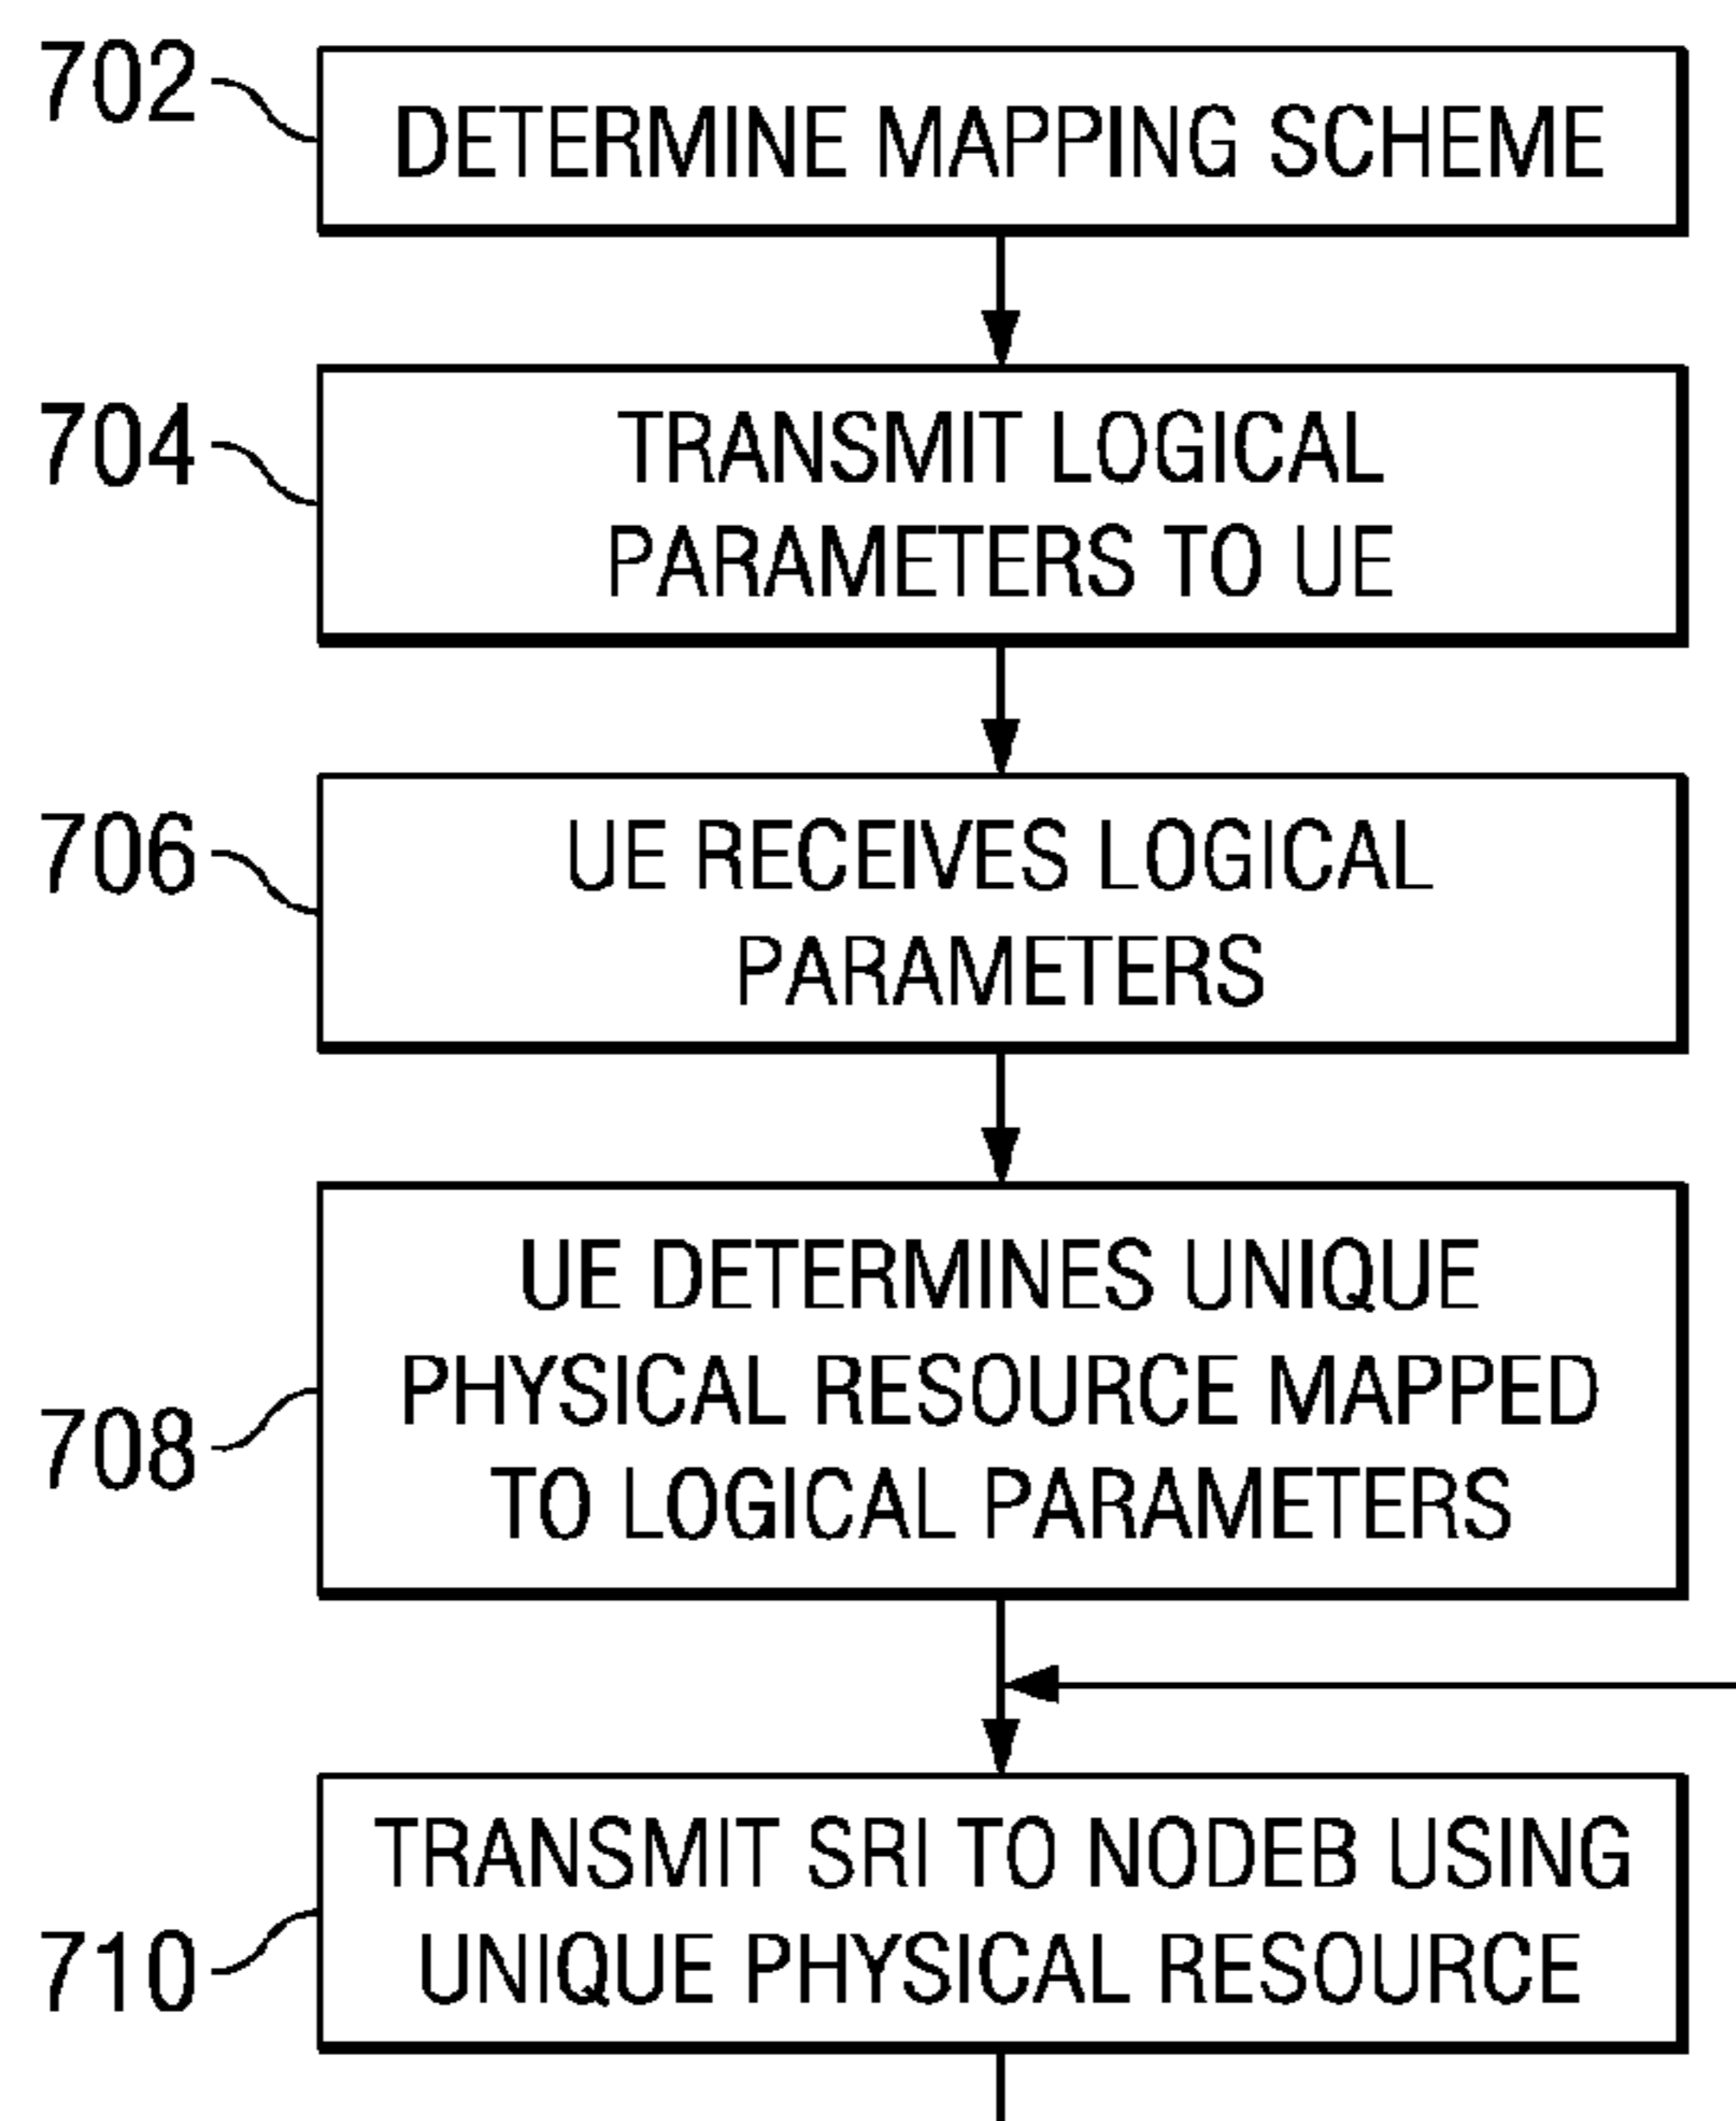 702
DETERMINE MAPPING SCHEME
704
TRANSMIT LOGICAL
PARAMETERS TO UE
706
UE RECEIVES LOGICAL
PARAMETERS
708
UE DETERMINES UNIQUE
PHYSICAL RESOURCE MAPPED
TO LOGICAL PARAMETERS
710
TRANSMIT SRI TO NODEB USING
UNIQUE PHYSICAL RESOURCE